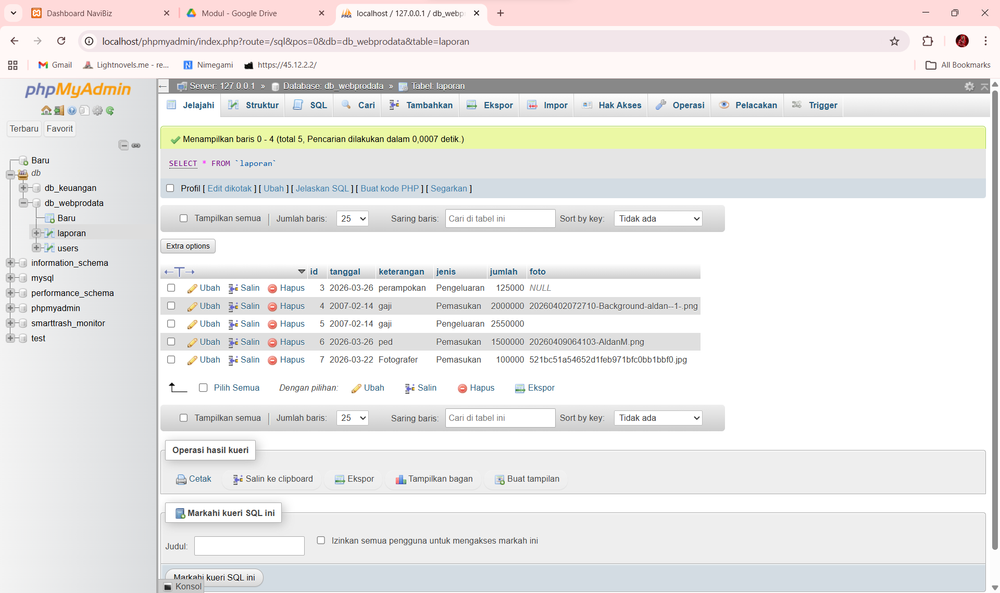 Dashboard NaviBiz
Modul - Google Drive
PMA localhost / 127.0.0.1 / db_webpr
localhost/phpmyadmin/index.php?route=/sql&pos=0&db=db_webprodata&table=laporan
Gmail
Lightnovels.me - re...
N Nimegami
https://45.12.2.2/
All Bookmarks
phpMyAdmin
Terbaru Favorit
Baru
db
db_keuangan
db_webprodata
Baru
laporan
users
information_schema
mysql
performance_schema
phpmyadmin
smarttrash_monitor
test
Server: 127.0.0.1 » Database: db_webprodata » Tabel: laporan
Jelajahi Struktur SQL Cari Tambahkan Ekspor Impor Hak Akses Operasi Pelacakan Trigger
Menampilkan baris 0 - 4 (total 5, Pencarian dilakukan dalam 0,0007 detik.)
SELECT * FROM `laporan`
Profil [ Edit dikotak ] [ Ubah ] [ Jelaskan SQL ] [ Buat kode PHP ] [ Segarkan ]
Tampilkan semua Jumlah baris: 25 Saring baris: Cari di tabel ini Sort by key: Tidak ada
Extra options
←T→ id tanggal keterangan jenis jumlah foto
Ubah Salin Hapus 3 2026-03-26 perampokan Pengeluaran 125000 NULL
Ubah Salin Hapus 4 2007-02-14 gaji Pemasukan 2000000 20260402072710-Background-aldan--1-.png
Ubah Salin Hapus 5 2007-02-14 gaji Pengeluaran 2550000
Ubah Salin Hapus 6 2026-03-26 ped Pemasukan 1500000 20260409064103-AldanM.png
Ubah Salin Hapus 7 2026-03-22 Fotografer Pemasukan 100000 521bc51a54652d1feb971bfc0bb1bbf0.jpg
Pilih Semua Dengan pilihan: Ubah Salin Hapus Ekspor
Tampilkan semua Jumlah baris: 25 Saring baris: Cari di tabel ini Sort by key: Tidak ada
Operasi hasil kueri
Cetak Salin ke clipboard Ekspor Tampilkan bagan Buat tampilan
Markahi kueri SQL ini
Judul: Izinkan semua pengguna untuk mengakses markah ini
Markahi kueri SQL ini
Konsol